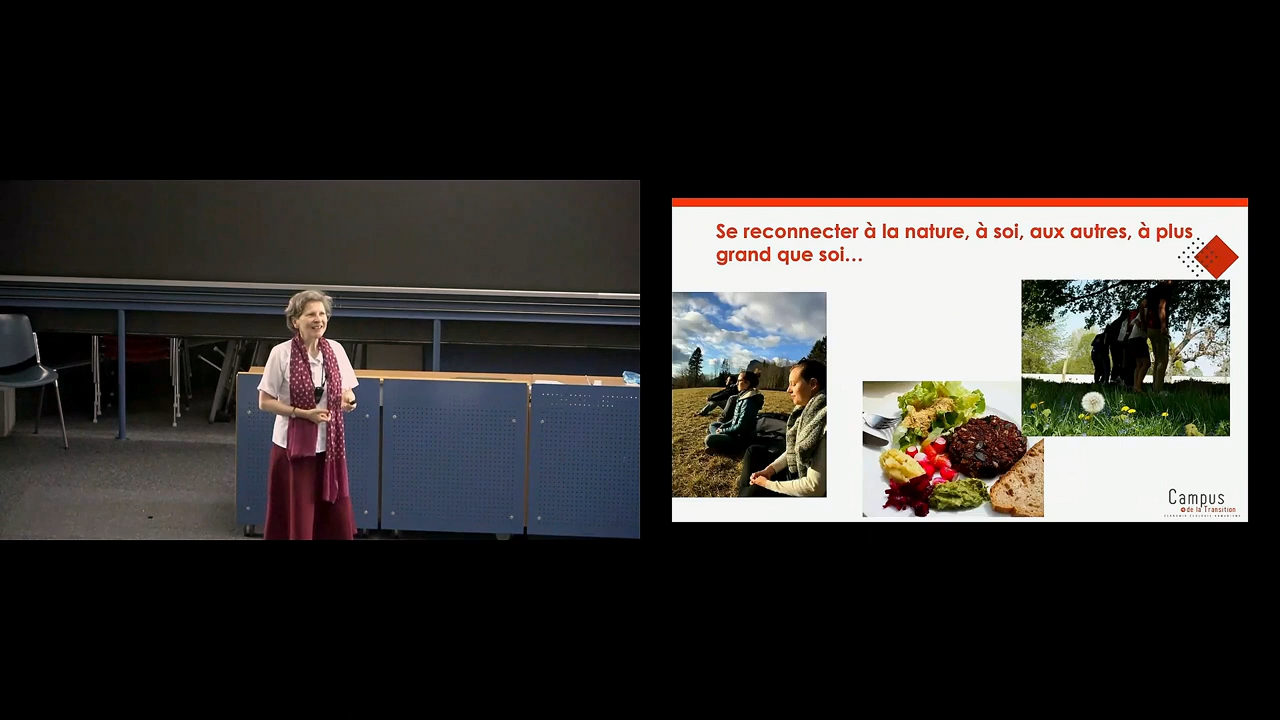 Se reconnecter à la nature, à soi, aux autres, à plus
grand que soi…
Campus
de la Transition